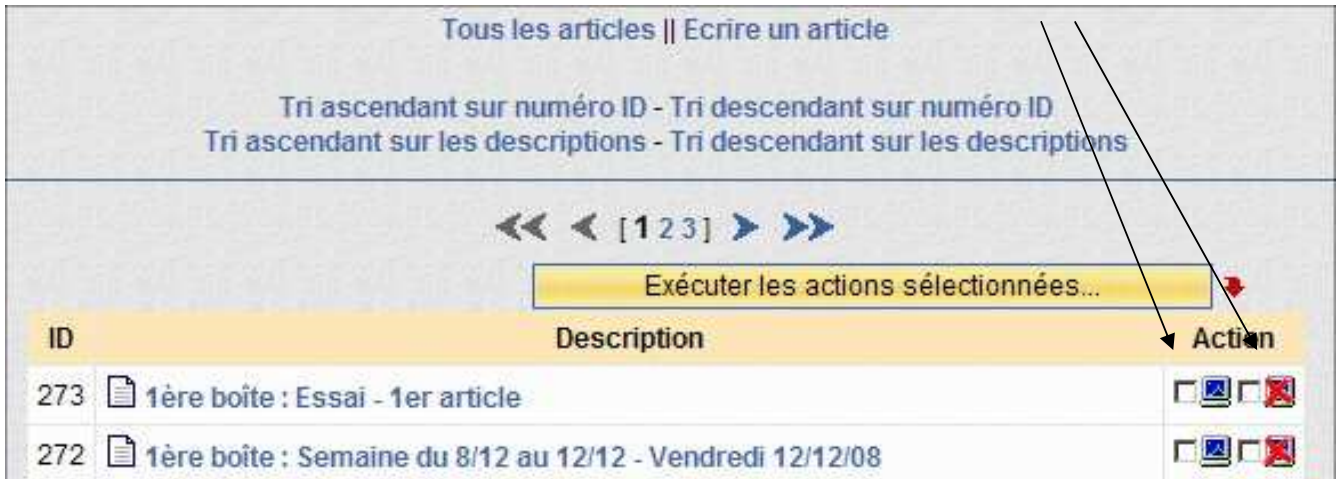 Tous les articles || Ecrire un article
Tri ascendant sur numéro ID - Tri descendant sur numéro ID
Tri ascendant sur les descriptions - Tri descendant sur les descriptions
[1 2 3]
Exécuter les actions sélectionnées...
ID Description Action
273 1ère boîte : Essai - 1er article
272 1ère boîte : Semaine du 8/12 au 12/12 - Vendredi 12/12/08